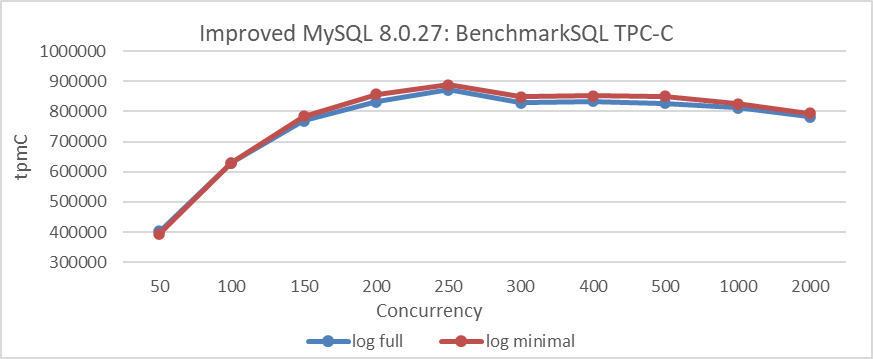 Improved MySQL 8.0.27: BenchmarkSQL TPC-C
1000000
900000
800000
700000
600000
500000
400000
300000
tpmC
50 100 150 200 250 300 400 500 1000 2000
Concurrency
log full log minimal